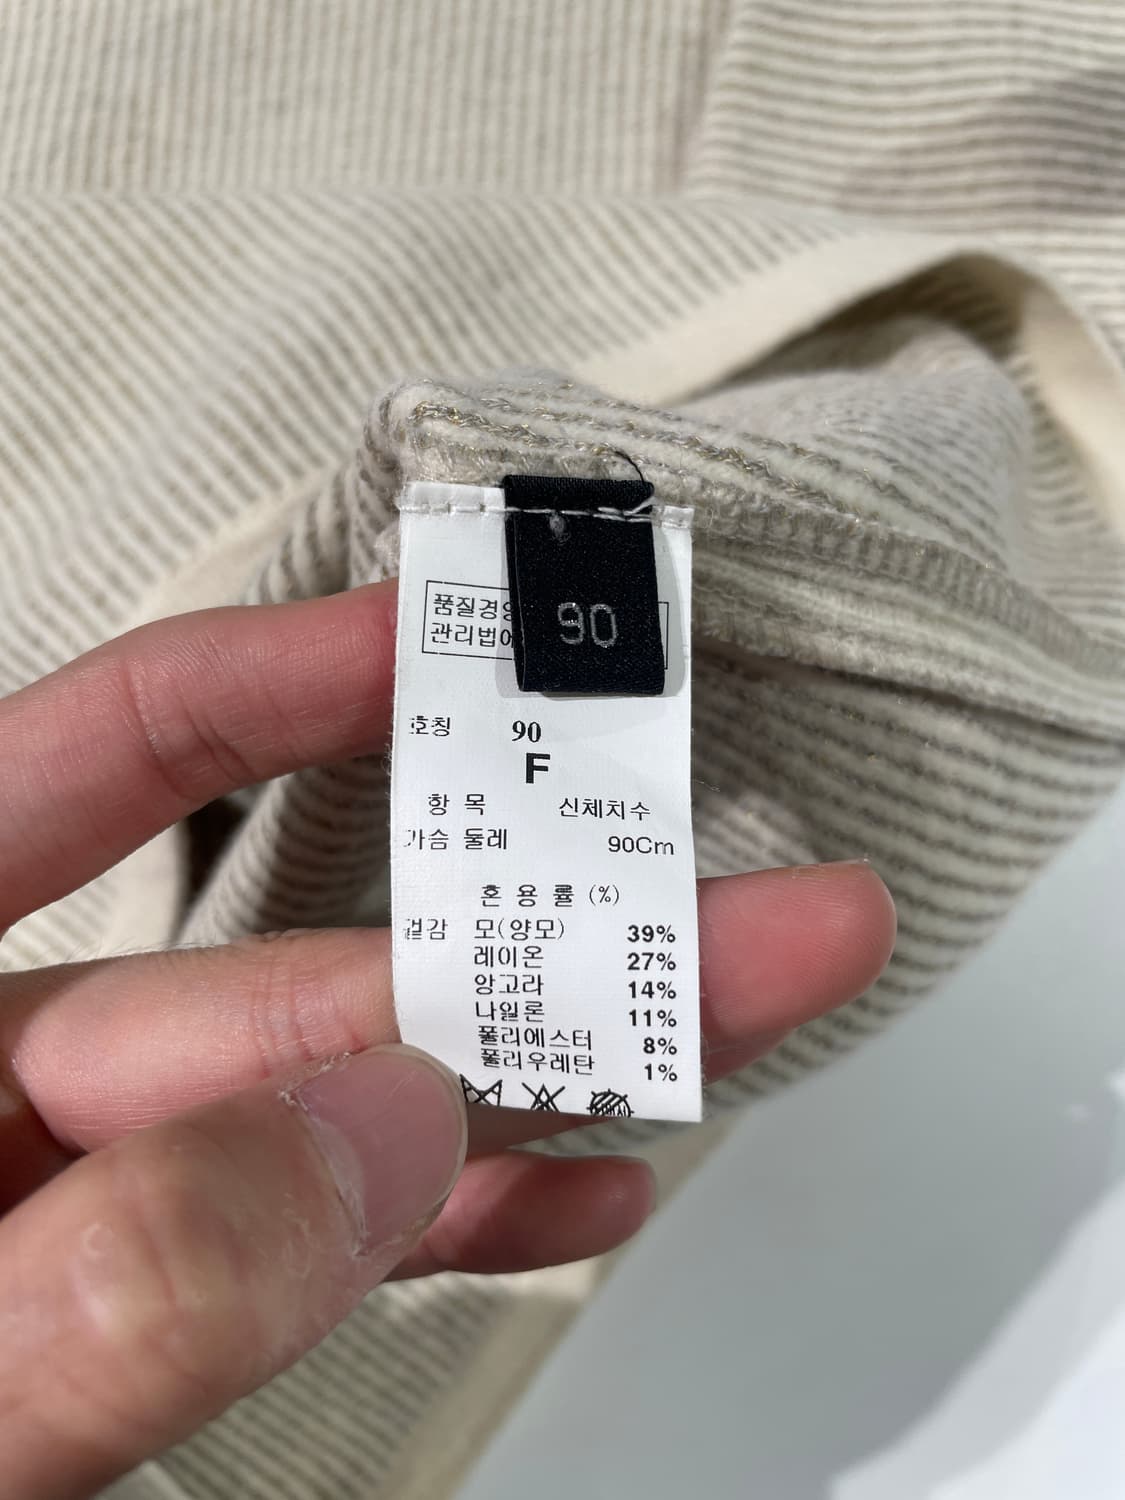 90
품질경영
관리법에
호칭 90
F
항 목 신체치수
가슴 둘레 90Cm
혼 용 률 (%)
겉감 모(양모) 39%
레이온 27%
앙고라 14%
나일론 11%
폴리에스터 8%
폴리우레탄 1%